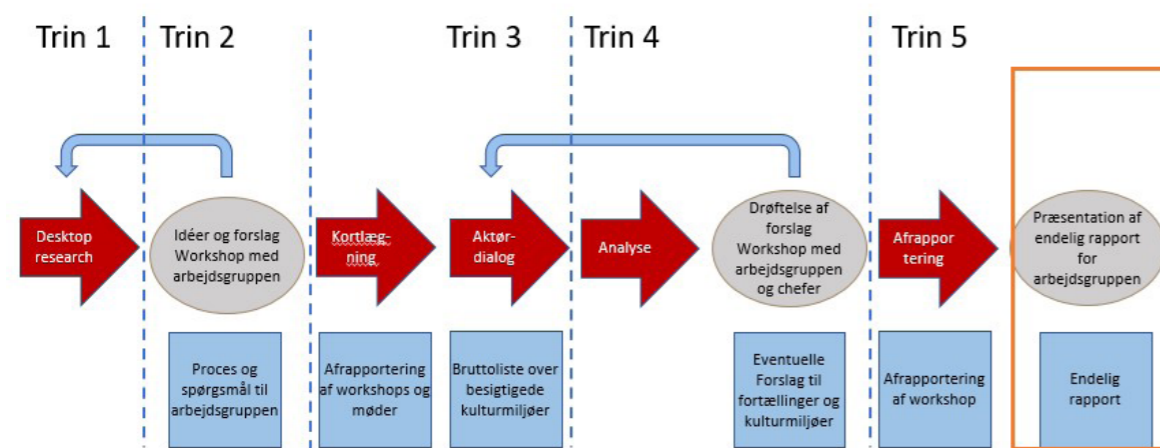 Trin 1
Trin 2
Trin 3
Trin 4
Trin 5
Desktop
research
Idéer og forslag
Workshop med
arbejdsgruppen
Kortlæg-
ning
Aktør-
dialog
Analyse
Drøftelse af
forslag
Workshop med
arbejdsgruppen
og chefer
Afrappor
tering
Præsentation af
endelig rapport
for
arbejdsgruppen
Proces og
spørgsmål til
arbejdsgruppen
Afrapportering
af workshops og
møder
Bruttoliste over
besigtigede
kulturmiljøer
Eventuelle
Forslag til
fortællinger og
kulturmiljøer
Afrapportering
af workshop
Endelig
rapport